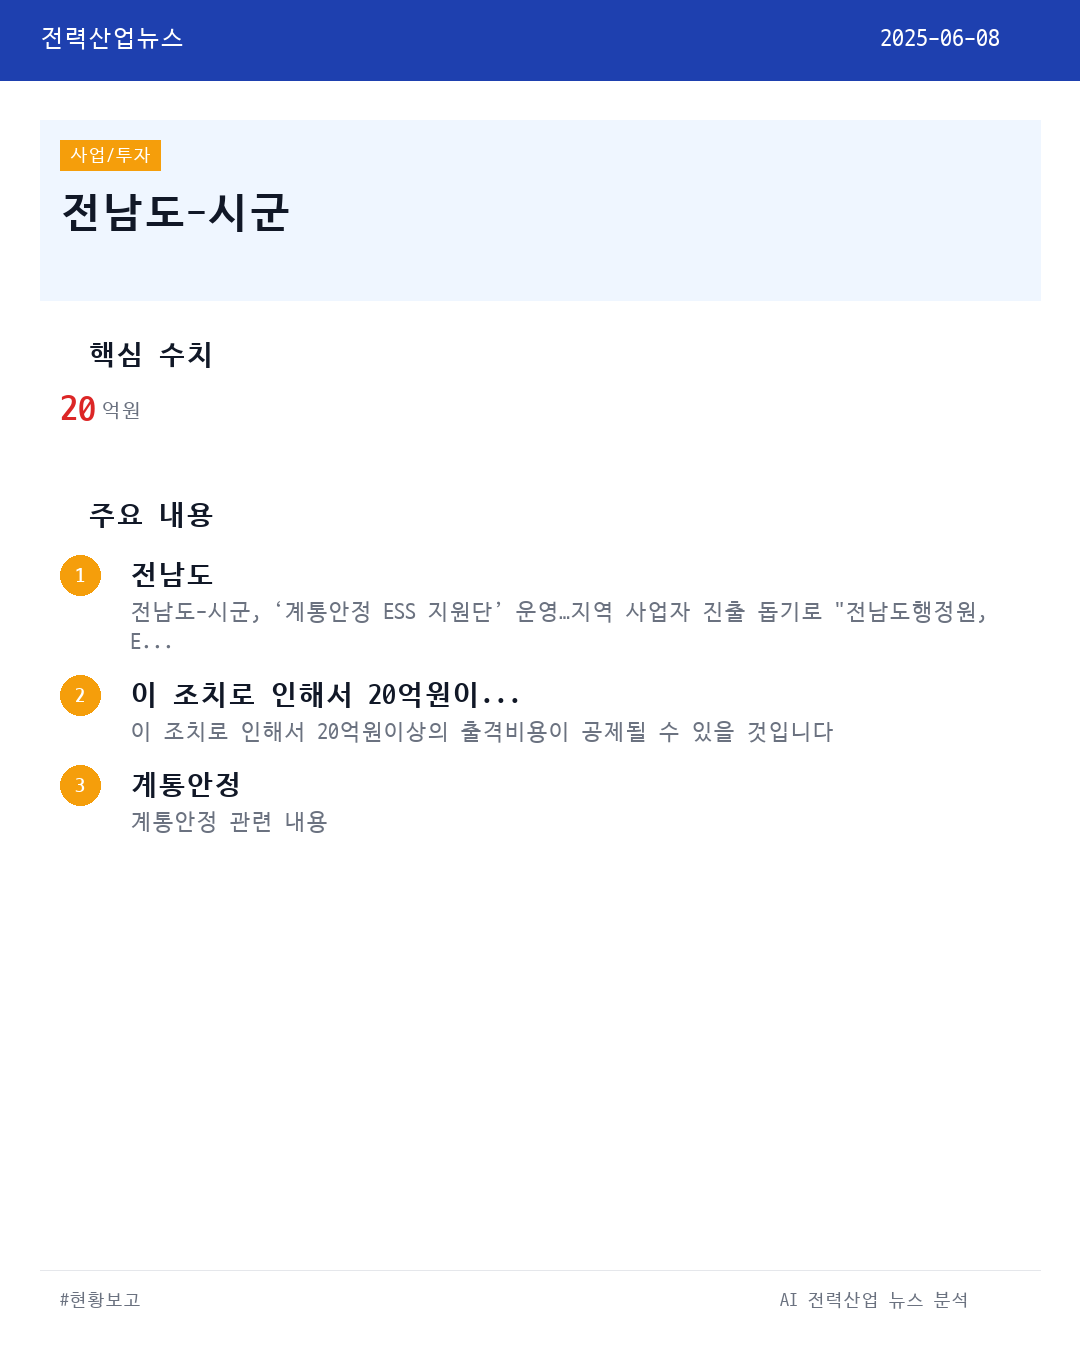 전력산업뉴스
2025-06-08
사업/투자
전남도-시군
핵심 수치
20 억원
주요 내용
1
전남도
전남도-시군, ‘계통안정 ESS 지원단’ 운영…지역 사업자 진출 돕기로 "전남도행정원,
E...
2
이 조치로 인해서 20억원이...
이 조치로 인해서 20억원이상의 출격비용이 공제될 수 있을 것입니다
3
계통안정
계통안정 관련 내용
#현황보고
AI 전력산업 뉴스 분석